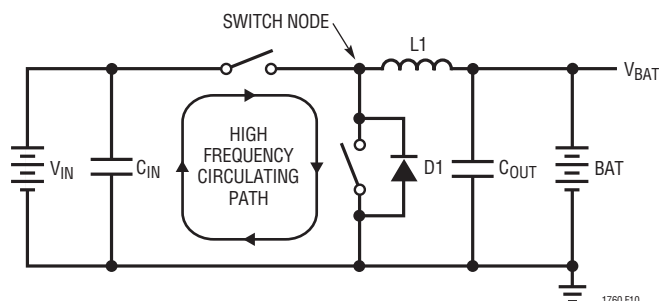 SWITCH NODE
L1
V_BAT
V_IN
C_IN
HIGH
FREQUENCY
CIRCULATING
PATH
D1
C_OUT
BAT
1760 F10